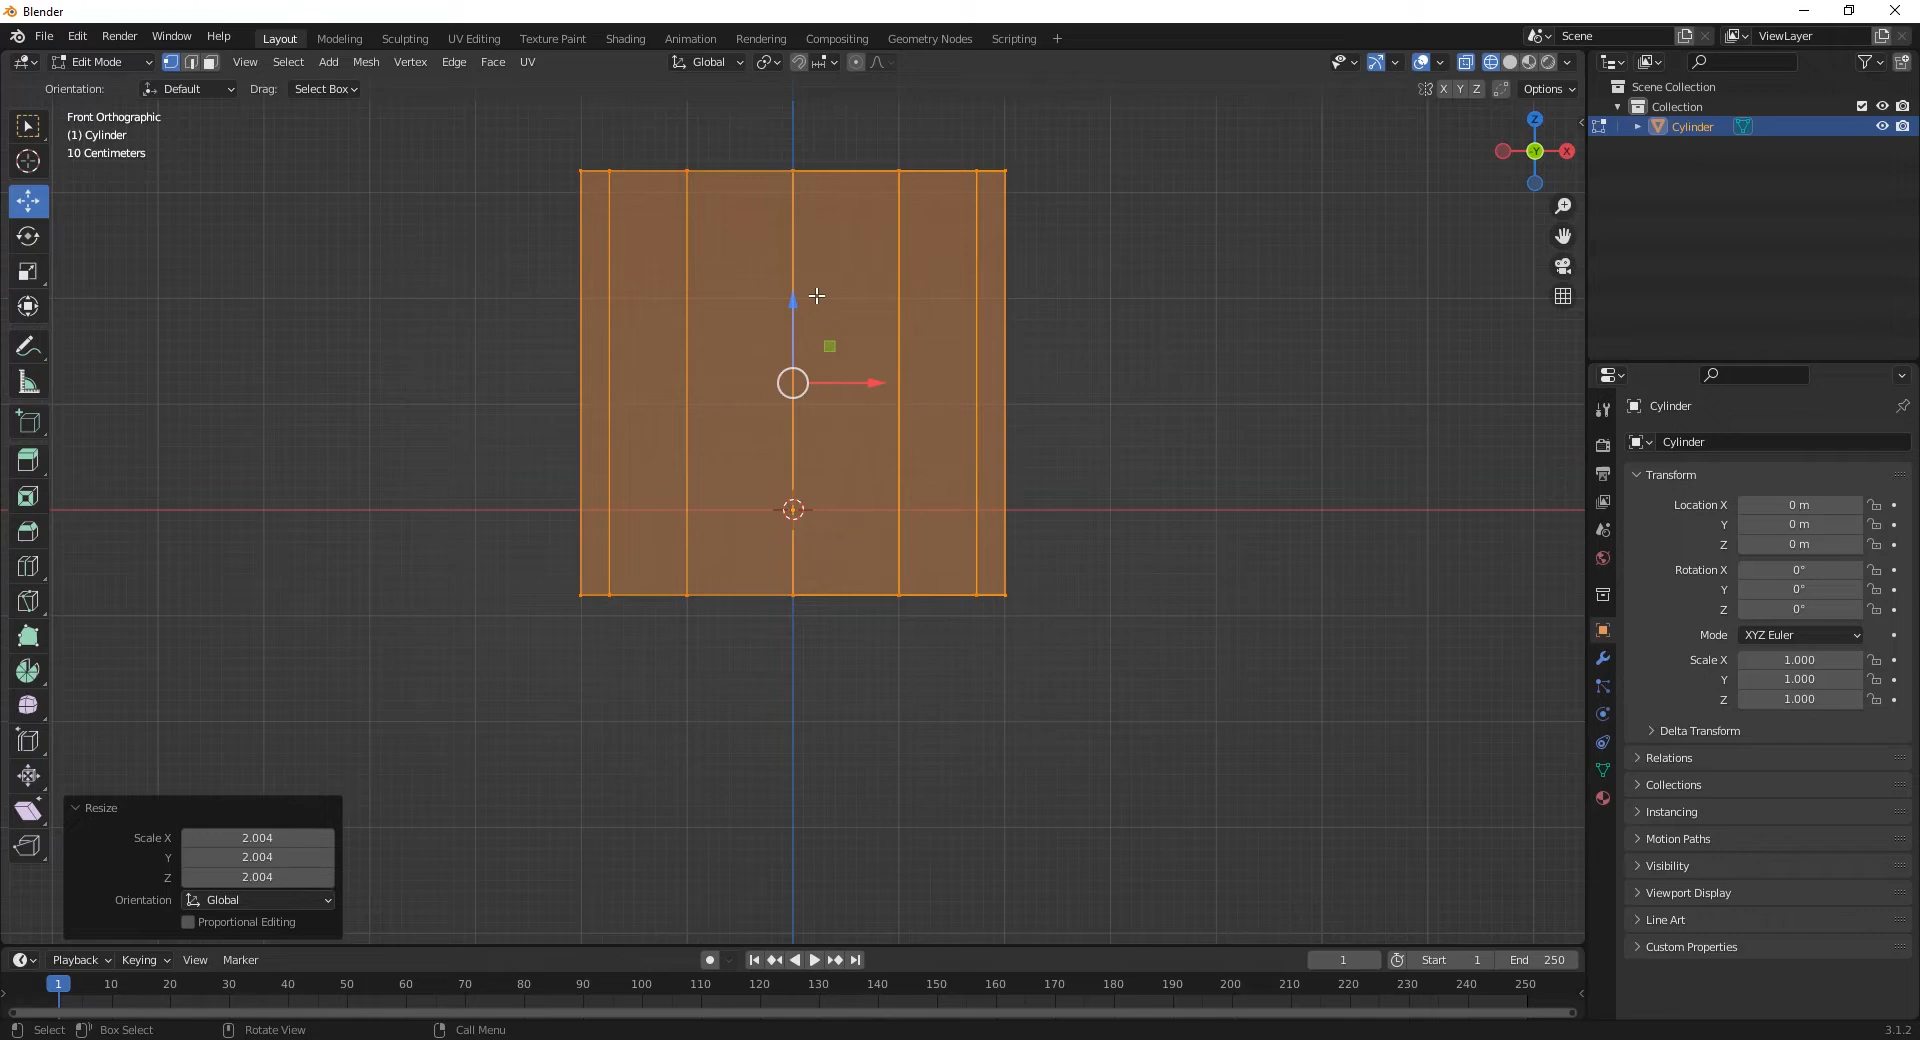 Blender
File Edit Render Window Help
Layout Modeling Sculpting UV Editing Texture Paint Shading Animation Rendering Compositing Geometry Nodes Scripting +
Scene ViewLayer
Edit Mode View Select Add Mesh Vertex Edge Face UV Global
Orientation: Default Drag: Select Box X Y Z Options
Front Orthographic
(1) Cylinder
10 Centimeters
Z
-Y X
Scene Collection
Collection
Cylinder
Cylinder
Cylinder
Transform
Location X 0 m
Y 0 m
Z 0 m
Rotation X 0°
Y 0°
Z 0°
Mode XYZ Euler
Scale X 1.000
Y 1.000
Z 1.000
Delta Transform
Relations
Collections
Instancing
Motion Paths
Visibility
Viewport Display
Line Art
Custom Properties
Resize
Scale X 2.004
Y 2.004
Z 2.004
Orientation Global
Proportional Editing
Playback Keying View Marker 1 Start 1 End 250
1 10 20 30 40 50 60 70 80 90 100 110 120 130 140 150 160 170 180 190 200 210 220 230 240 250
Select Box Select Rotate View Call Menu 3.1.2